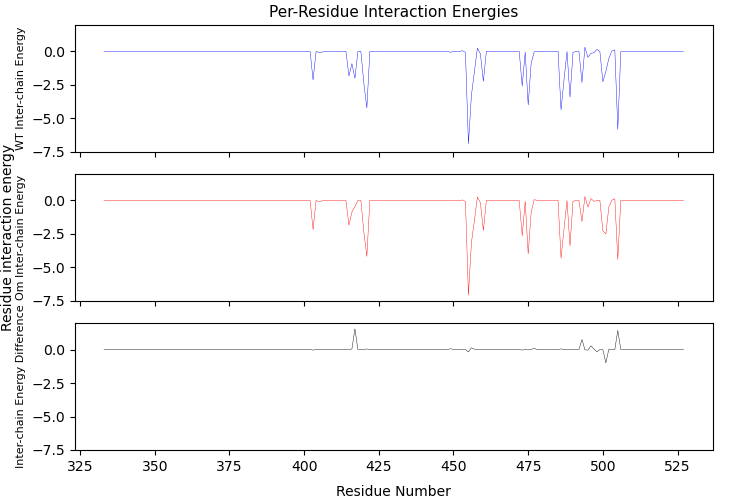 Per-Residue Interaction Energies
Residue interaction energy
WT Inter-chain Energy
0.0
−2.5
−5.0
−7.5
Om Inter-chain Energy
0.0
−2.5
−5.0
−7.5
Inter-chain Energy Difference
0.0
−2.5
−5.0
−7.5
325 350 375 400 425 450 475 500 525
Residue Number